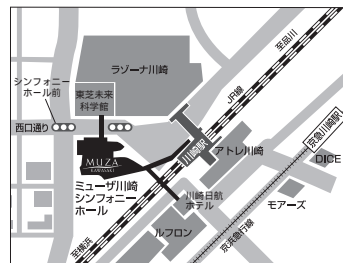 至品川
ラゾーナ川崎
JR線
シンフォニー
ホール前
東芝未来
科学館
京急川崎駅
西口通り
川崎駅
アトレ川崎
DICE
MUZA
KAWASAKI
ミューザ川崎
シンフォニー
ホール
モアーズ
川崎日航
ホテル
京浜急行線
至横浜
ルフロン